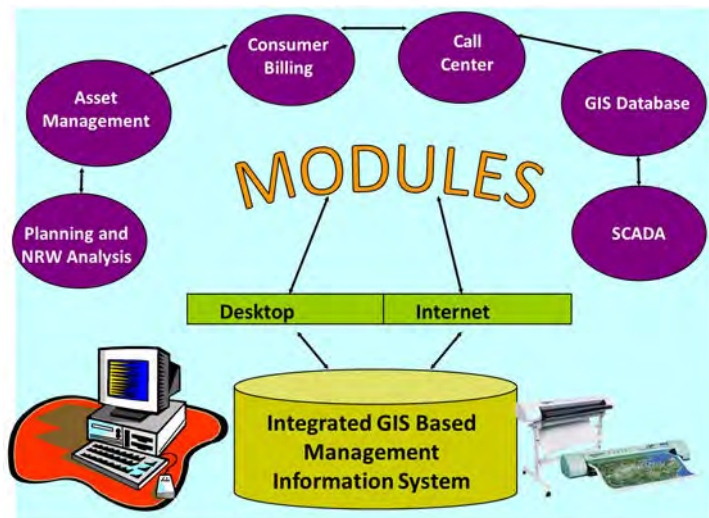 Consumer
Billing
Call
Center
Asset
Management
GIS Database
MODULES
Planning and
NRW Analysis
SCADA
Desktop
Internet
Integrated GIS Based
Management
Information System